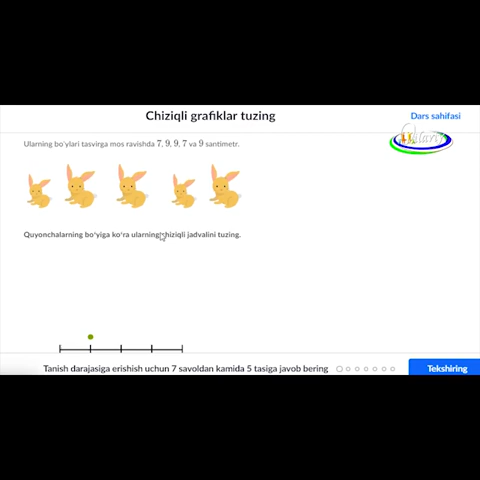 Chiziqli grafiklar tuzing
Dars sahifasi
Ularning bo'ylari tasvirga mos ravishda 7, 9, 9, 7 va 9 santimetr.
Quyonchalarning bo'yiga ko'ra ularning chiziqli jadvalini tuzing.
Tanish darajasiga erishish uchun 7 savoldan kamida 5 tasiga javob bering
Tekshiring